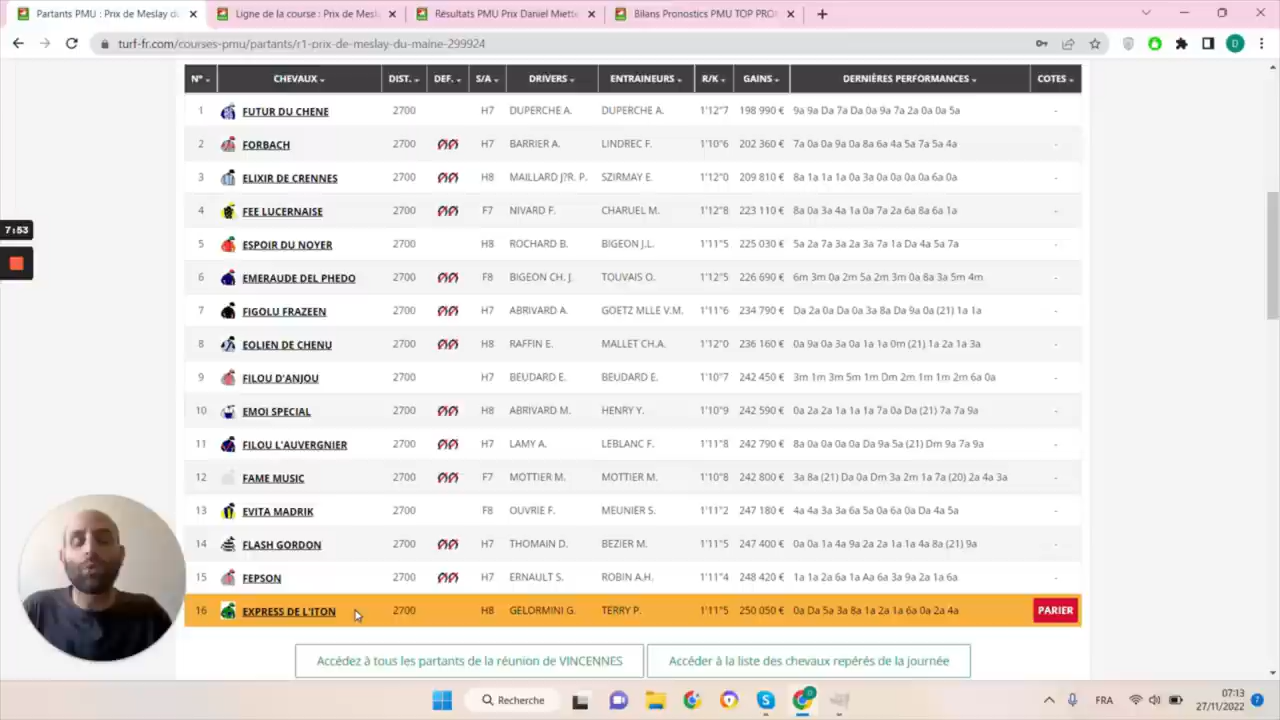 Partants PMU : Prix de Meslay du
Ligne de la course : Prix de Mesl
Résultats PMU Prix Daniel Miette
Bilans Pronostics PMU TOP PRO
turf-fr.com/courses-pmu/partants/r1-prix-de-meslay-du-maine-299924
N° CHEVAUX DIST. DEF. S/A DRIVERS ENTRAINEURS R/K GAINS DERNIÈRES PERFORMANCES COTES
1 FUTUR DU CHENE 2700 H7 DUPERCHE A. DUPERCHE A. 1'12"7 198 990 € 9a 9a Da 7a Da 0a 9a 7a 2a 0a 0a 5a -
2 FORBACH 2700 H7 BARRIER A. LINDREC F. 1'10"6 202 360 € 7a 0a 0a 9a 0a 8a 6a 4a 5a 7a 5a 4a -
3 ELIXIR DE CRENNES 2700 H8 MAILLARD J?R. P. SZIRMAY E. 1'12"0 209 810 € 8a 1a 1a 1a 0a 3a 0a 0a 0a 0a 6a 0a -
4 FEE LUCERNAISE 2700 F7 NIVARD F. CHARUEL M. 1'12"8 223 110 € 8a 0a 3a 4a 1a 0a 7a 2a 6a 8a 6a 1a -
5 ESPOIR DU NOYER 2700 H8 ROCHARD B. BIGEON J.L. 1'11"5 225 030 € 5a 2a 7a 3a 2a 3a 7a 1a Da 4a 5a 7a -
6 EMERAUDE DEL PHEDO 2700 F8 BIGEON CH. J. TOUVAIS O. 1'12"5 226 690 € 6m 3m 0a 2m 5a 2m 3m 0a 8a 3a 5m 4m -
7:53
7 FIGOLU FRAZEEN 2700 H7 ABRIVARD A. GOETZ MLLE V.M. 1'11"6 234 790 € Da 2a 0a Da 0a 3a 8a Da 9a 0a (21) 1a 1a -
8 EOLIEN DE CHENU 2700 H8 RAFFIN E. MALLET CH.A. 1'12"0 236 160 € 0a 9a 0a 3a 0a 1a 1a 0m (21) 1a 2a 1a 3a -
9 FILOU D'ANJOU 2700 H7 BEUDARD E. BEUDARD E. 1'10"7 242 450 € 3m 1m 3m 5m 1m Dm 2m 1m 1m 2m 6a 0a -
10 EMOI SPECIAL 2700 H8 ABRIVARD M. HENRY Y. 1'10"9 242 590 € 0a 2a 2a 1a 1a 1a 7a 0a Da (21) 7a 7a 9a -
11 FILOU L'AUVERGNIER 2700 H7 LAMY A. LEBLANC F. 1'11"8 242 790 € 8a 0a 0a 0a 0a Da 9a 5a (21) Dm 9a 7a 9a -
12 FAME MUSIC 2700 F7 MOTTIER M. MOTTIER M. 1'10"8 242 800 € 3a 8a (21) Da 0a Dm 3a 2m 1a 7a (20) 2a 4a 3a -
13 EVITA MADRIK 2700 F8 OUVRIE F. MEUNIER S. 1'11"2 247 180 € 4a 4a 3a 3a 6a 5a 0a 6a 0a Da 4a 5a -
14 FLASH GORDON 2700 H7 THOMAIN D. BEZIER M. 1'11"5 247 400 € 0a 0a 1a 4a 9a 2a 2a 1a 1a 4a 8a (21) 9a -
15 FEPSON 2700 H7 ERNAULT S. ROBIN A.H. 1'11"4 248 420 € 1a 1a 2a 6a 1a Aa 6a 3a 9a 2a 1a 6a -
16 EXPRESS DE L'ITON 2700 H8 GELORMINI G. TERRY P. 1'11"5 250 050 € 0a Da 5a 3a 8a 1a 2a 1a 6a 0a 2a 4a PARIER
Accédez à tous les partants de la réunion de VINCENNES
Accéder à la liste des chevaux repérés de la journée
Recherche
FRA
07:13
27/11/2022